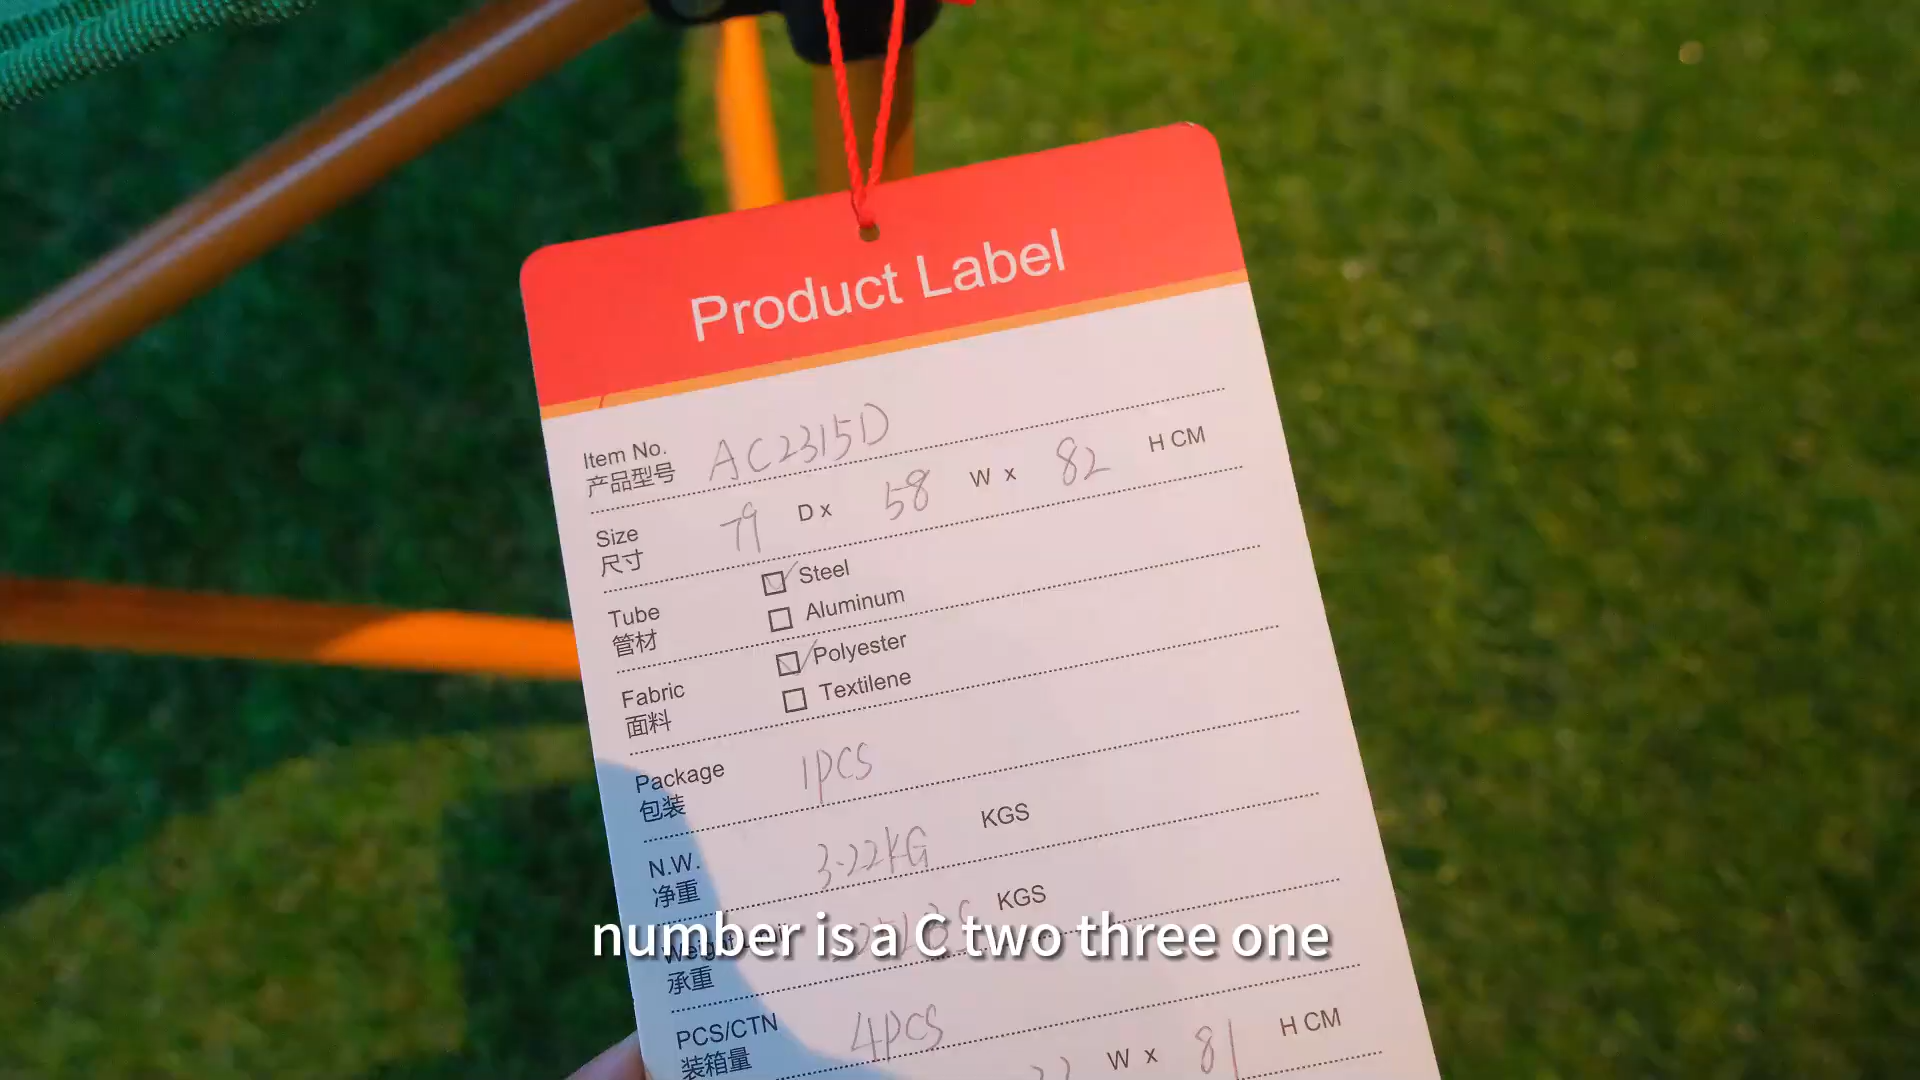 Product Label
Item No. AC2315D
产品型号
Size 79 D x 58 W x 82 H CM
尺寸
Tube Steel
管材 Aluminum
Fabric Polyester
面料 Textilene
Package 1PCS
包装
N.W. 3.22KG KGS
净重
KGS
number is a C two three one
承重
PCS/CTN 4PCS
装箱量
W x 81 H CM